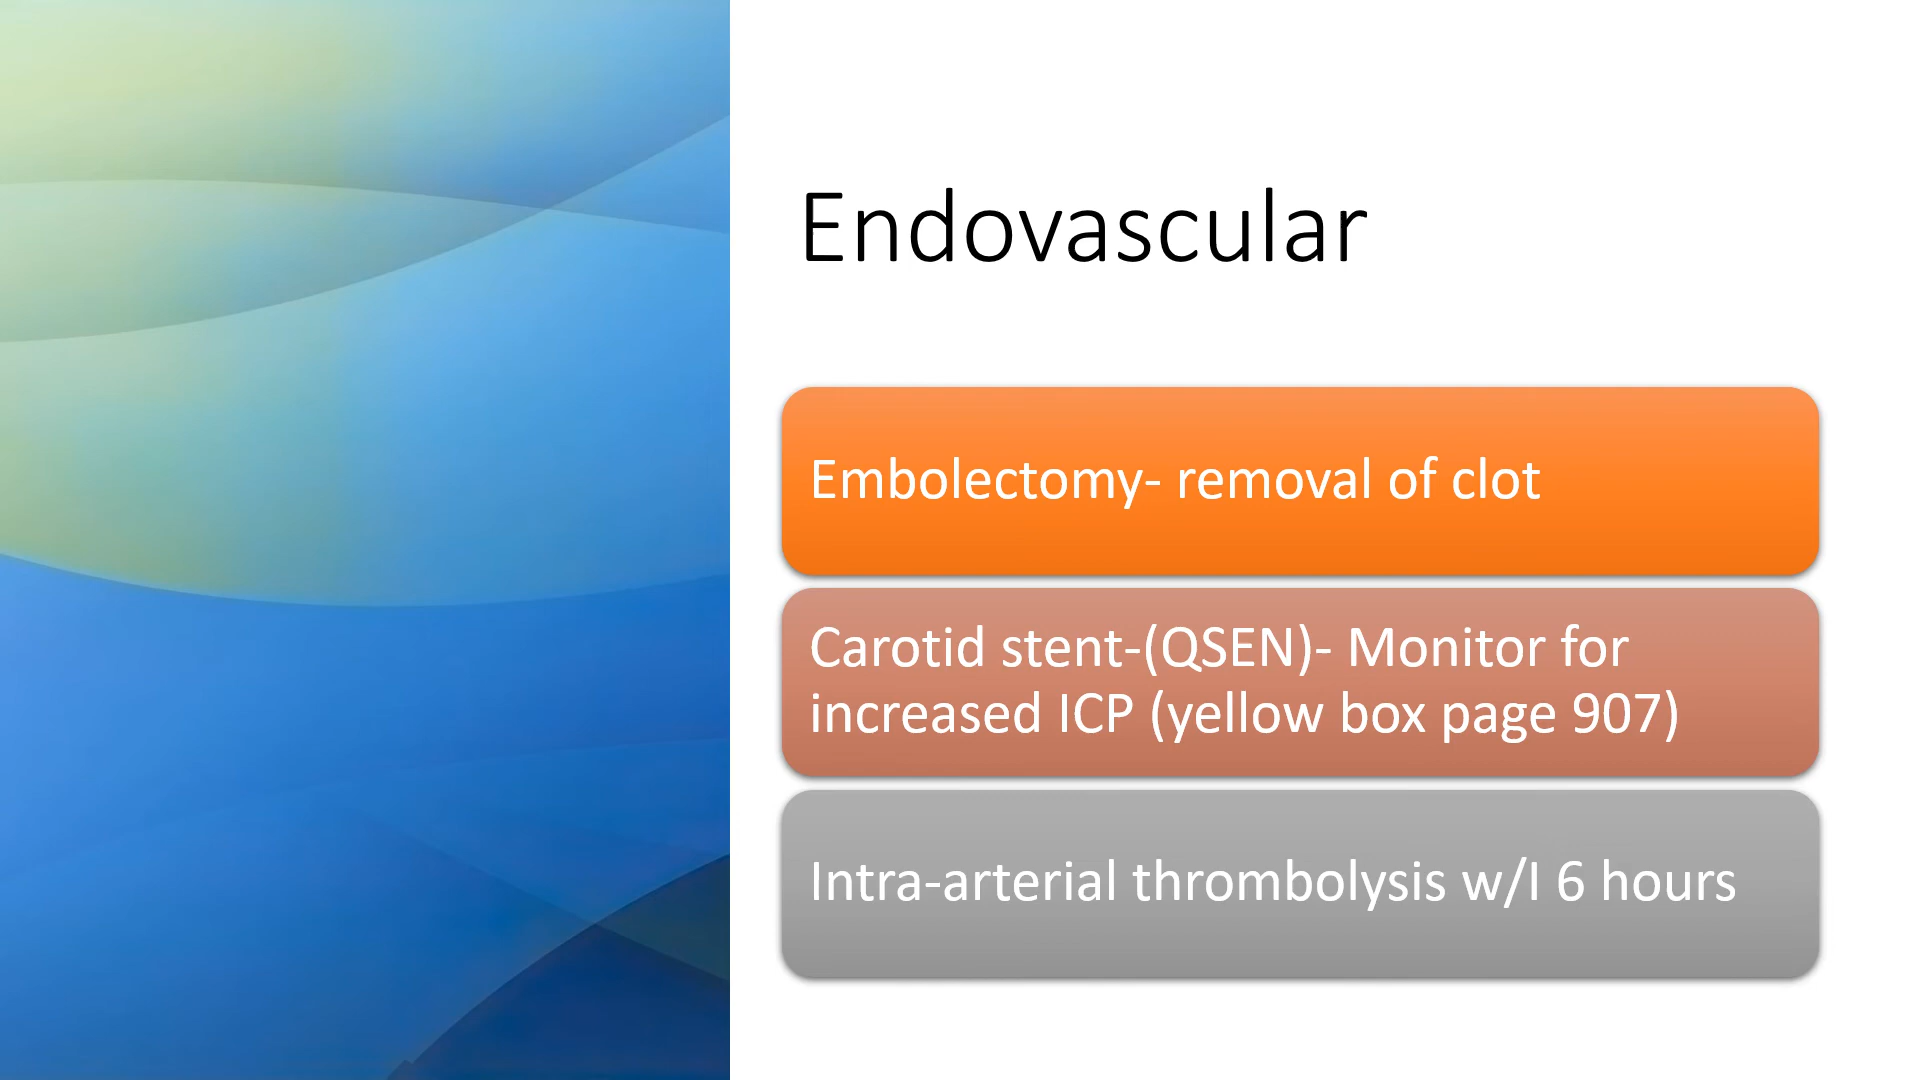 Endovascular
Embolectomy- removal of clot
Carotid stent-(QSEN)- Monitor for
increased ICP (yellow box page 907)
Intra-arterial thrombolysis w/I 6 hours